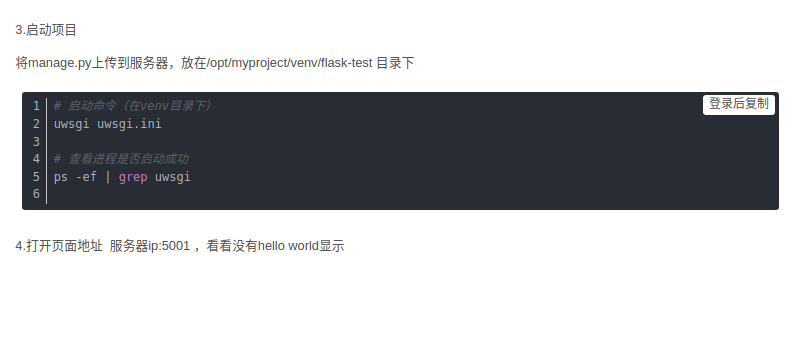 3.启动项目
将manage.py上传到服务器，放在/opt/myproject/venv/flask-test 目录下
登录后复制
1 # 启动命令（在venv目录下）
2 uwsgi uwsgi.ini
3
4 # 查看进程是否启动成功
5 ps -ef | grep uwsgi
6
4.打开页面地址  服务器ip:5001 ，看看没有hello world显示